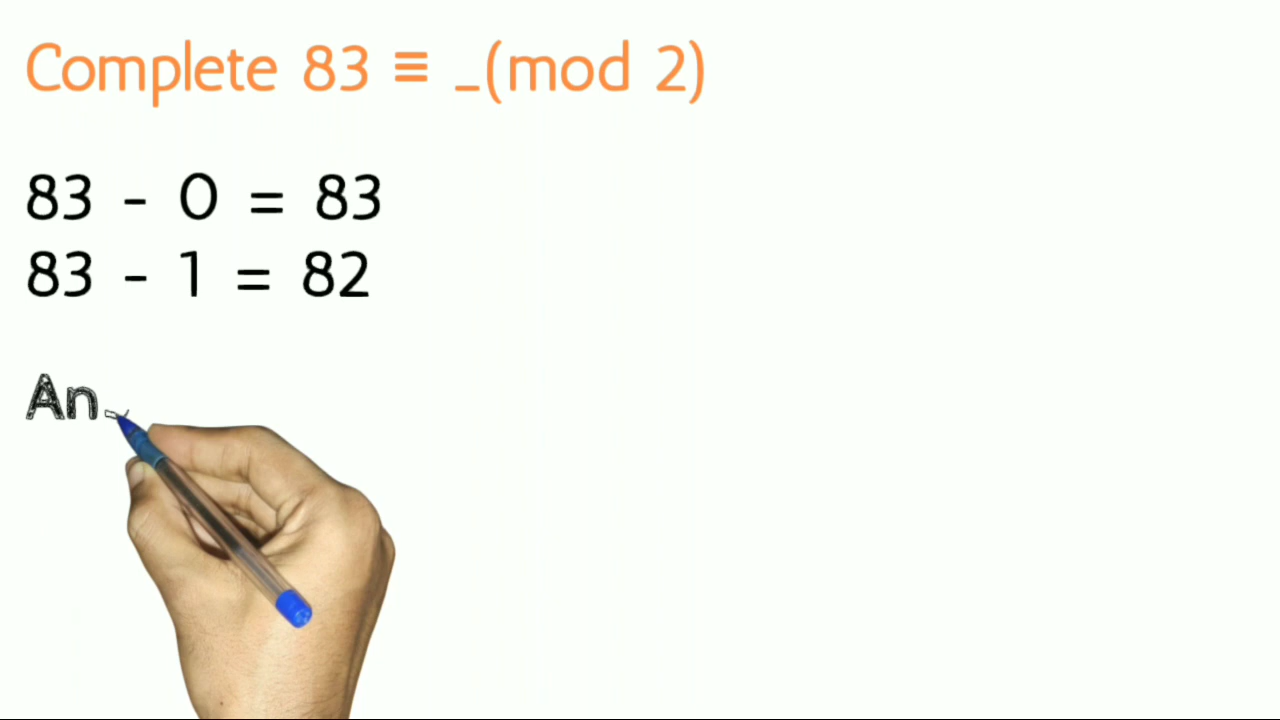 Complete 83 ≡ _(mod 2)
83 - 0 = 83
83 - 1 = 82
An